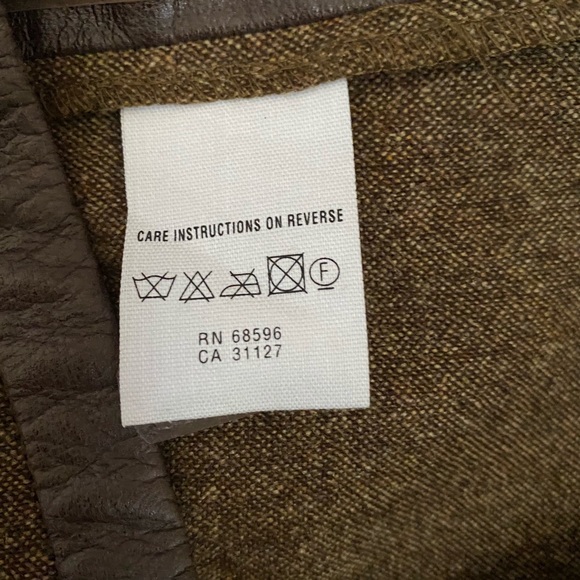 CARE INSTRUCTIONS ON REVERSE
F
RN 68596
CA 31127